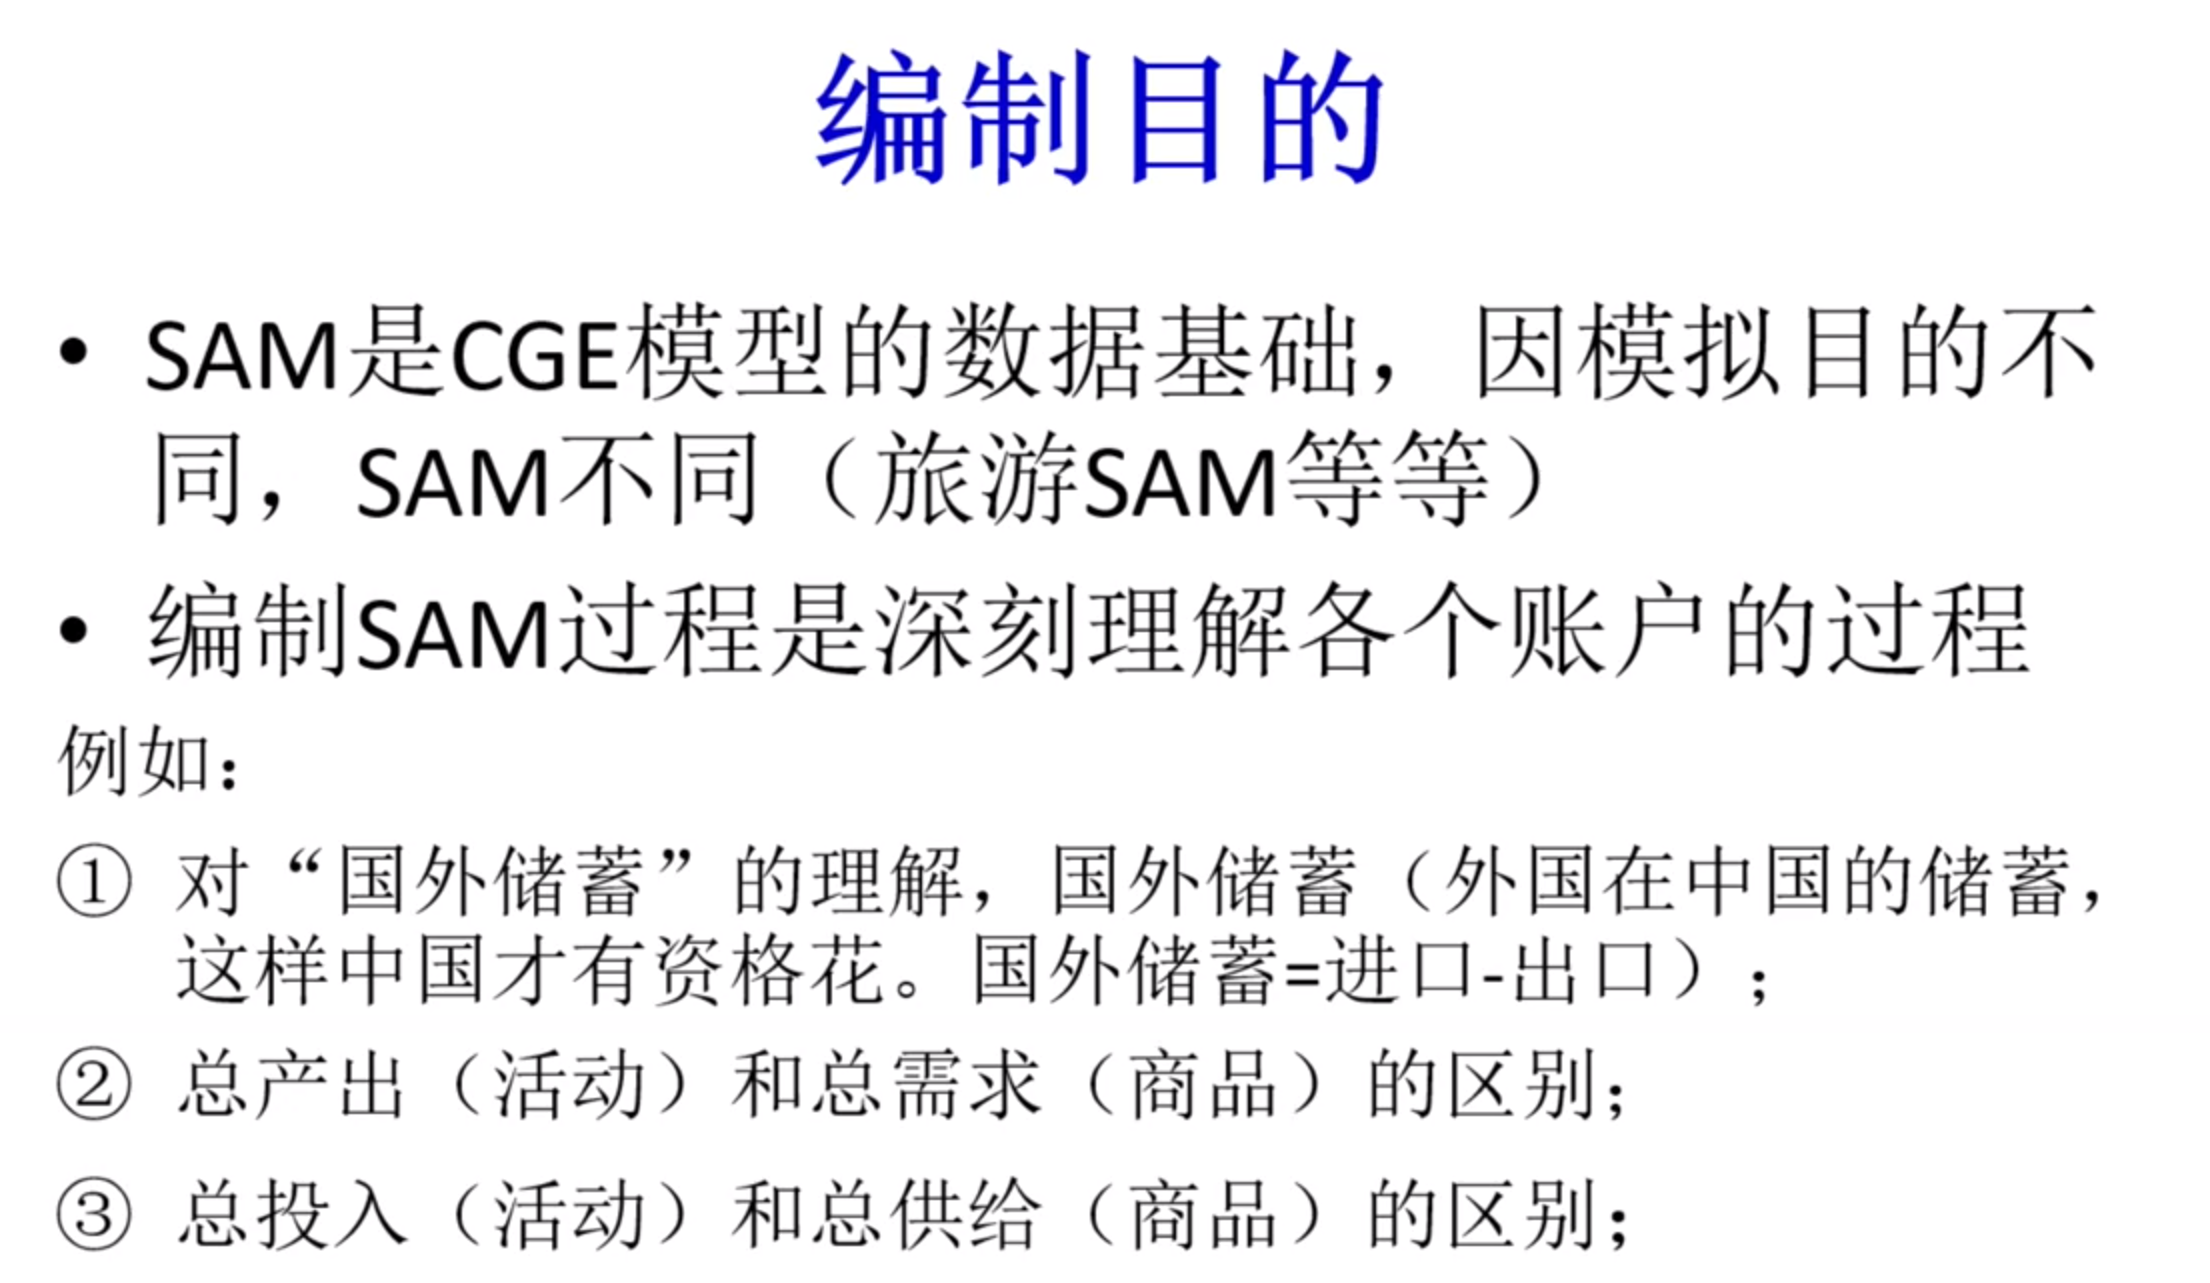 编制目的
• SAM是CGE模型的数据基础，因模拟目的不
同，SAM不同（旅游SAM等等）
• 编制SAM过程是深刻理解各个账户的过程
例如：
① 对“国外储蓄”的理解，国外储蓄（外国在中国的储蓄，
这样中国才有资格花。国外储蓄=进口-出口）；
② 总产出（活动）和总需求（商品）的区别；
③ 总投入（活动）和总供给（商品）的区别；